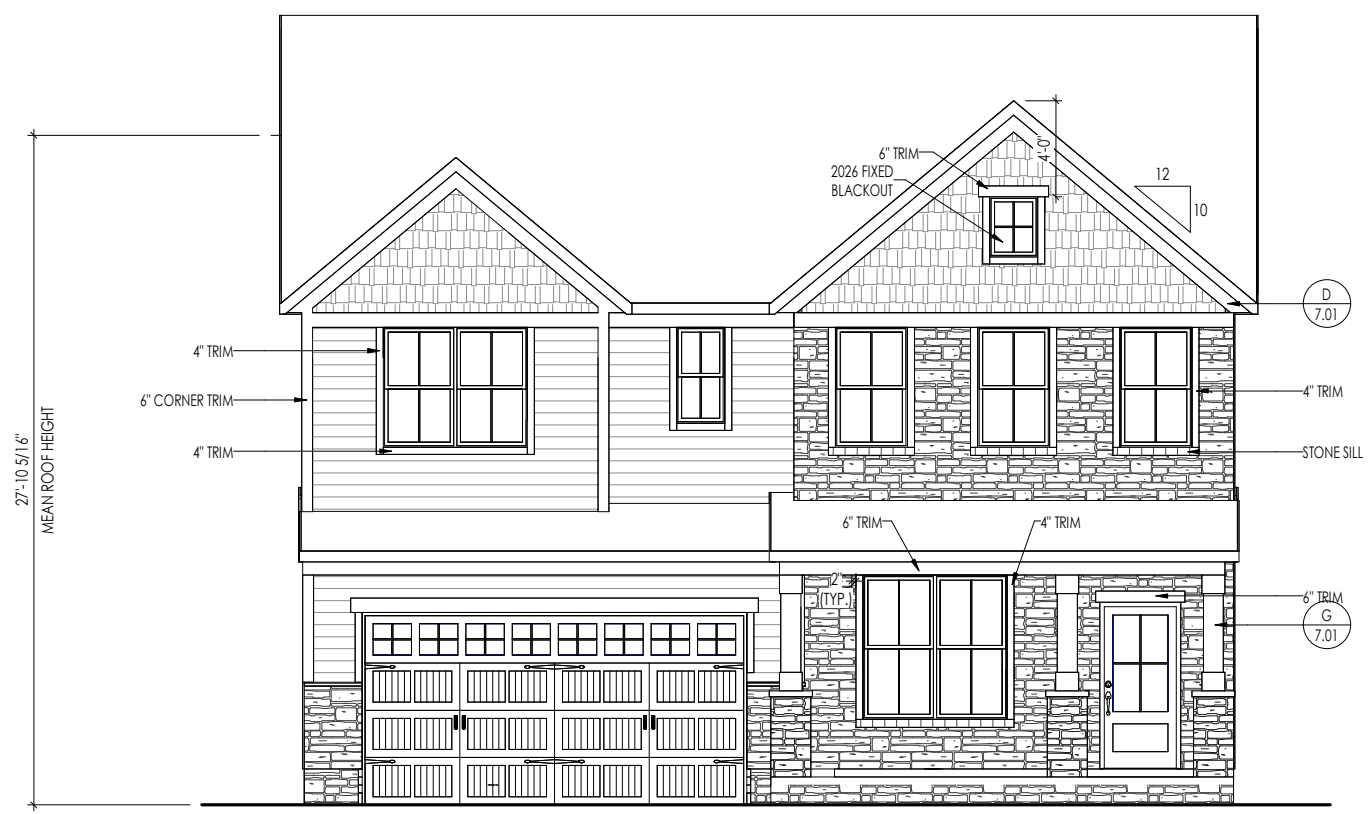 6" TRIM
4'-0"
2026 FIXED
BLACKOUT
12
10
D
7.01
4" TRIM
6" CORNER TRIM
4" TRIM
4" TRIM
STONE SILL
27'-10 5/16"
MEAN ROOF HEIGHT
6" TRIM
4" TRIM
2"
(TYP.)
6" TRIM
G
7.01